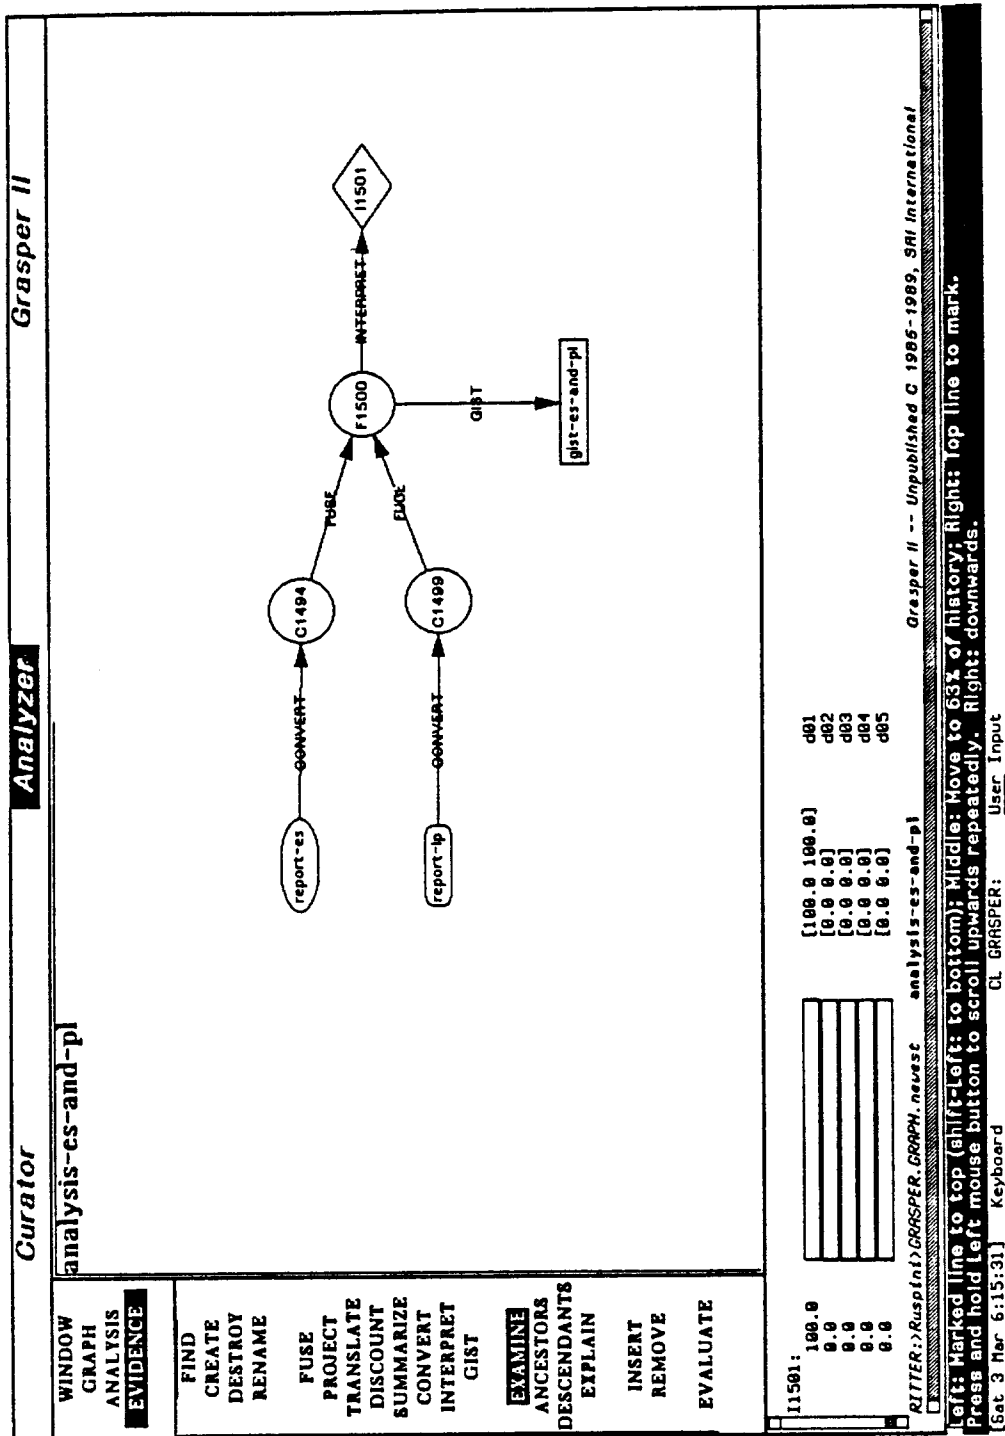 Curator Analyzer Grasper II
WINDOW
GRAPH
ANALYSIS
EVIDENCE
FIND
CREATE
DESTROY
RENAME
FUSE
PROJECT
TRANSLATE
DISCOUNT
SUMMARIZE
CONVERT
INTERPRET
GIST
EXAMINE
ANCESTORS
DESCENDANTS
EXPLAIN
INSERT
REMOVE
EVALUATE
analysis-es-and-pl
report-es
CONVERT
C1494
FUSE
report-lp
CONVERT
C1499
FUSE
F1500
INTERPRET
I1501
GIST
gist-es-and-pl
I1501:
100.0 [100.0 100.0] d01
0.0 [0.0 0.0] d02
0.0 [0.0 0.0] d03
0.0 [0.0 0.0] d04
0.0 [0.0 0.0] d05
RITTER:>Ruspini>GRASPER.GRAPH.newest analysis-es-and-pl Grasper II -- Unpublished C 1986-1989, SRI International
Left: Marked line to top (shift-Left: to bottom); Middle: Move to 63% of history; Right: Top line to mark.
Press and hold left mouse button to scroll upwards repeatedly. Right: downwards.
[Sat 3 Mar 6:15:31] Keyboard CL GRASPER: User Input